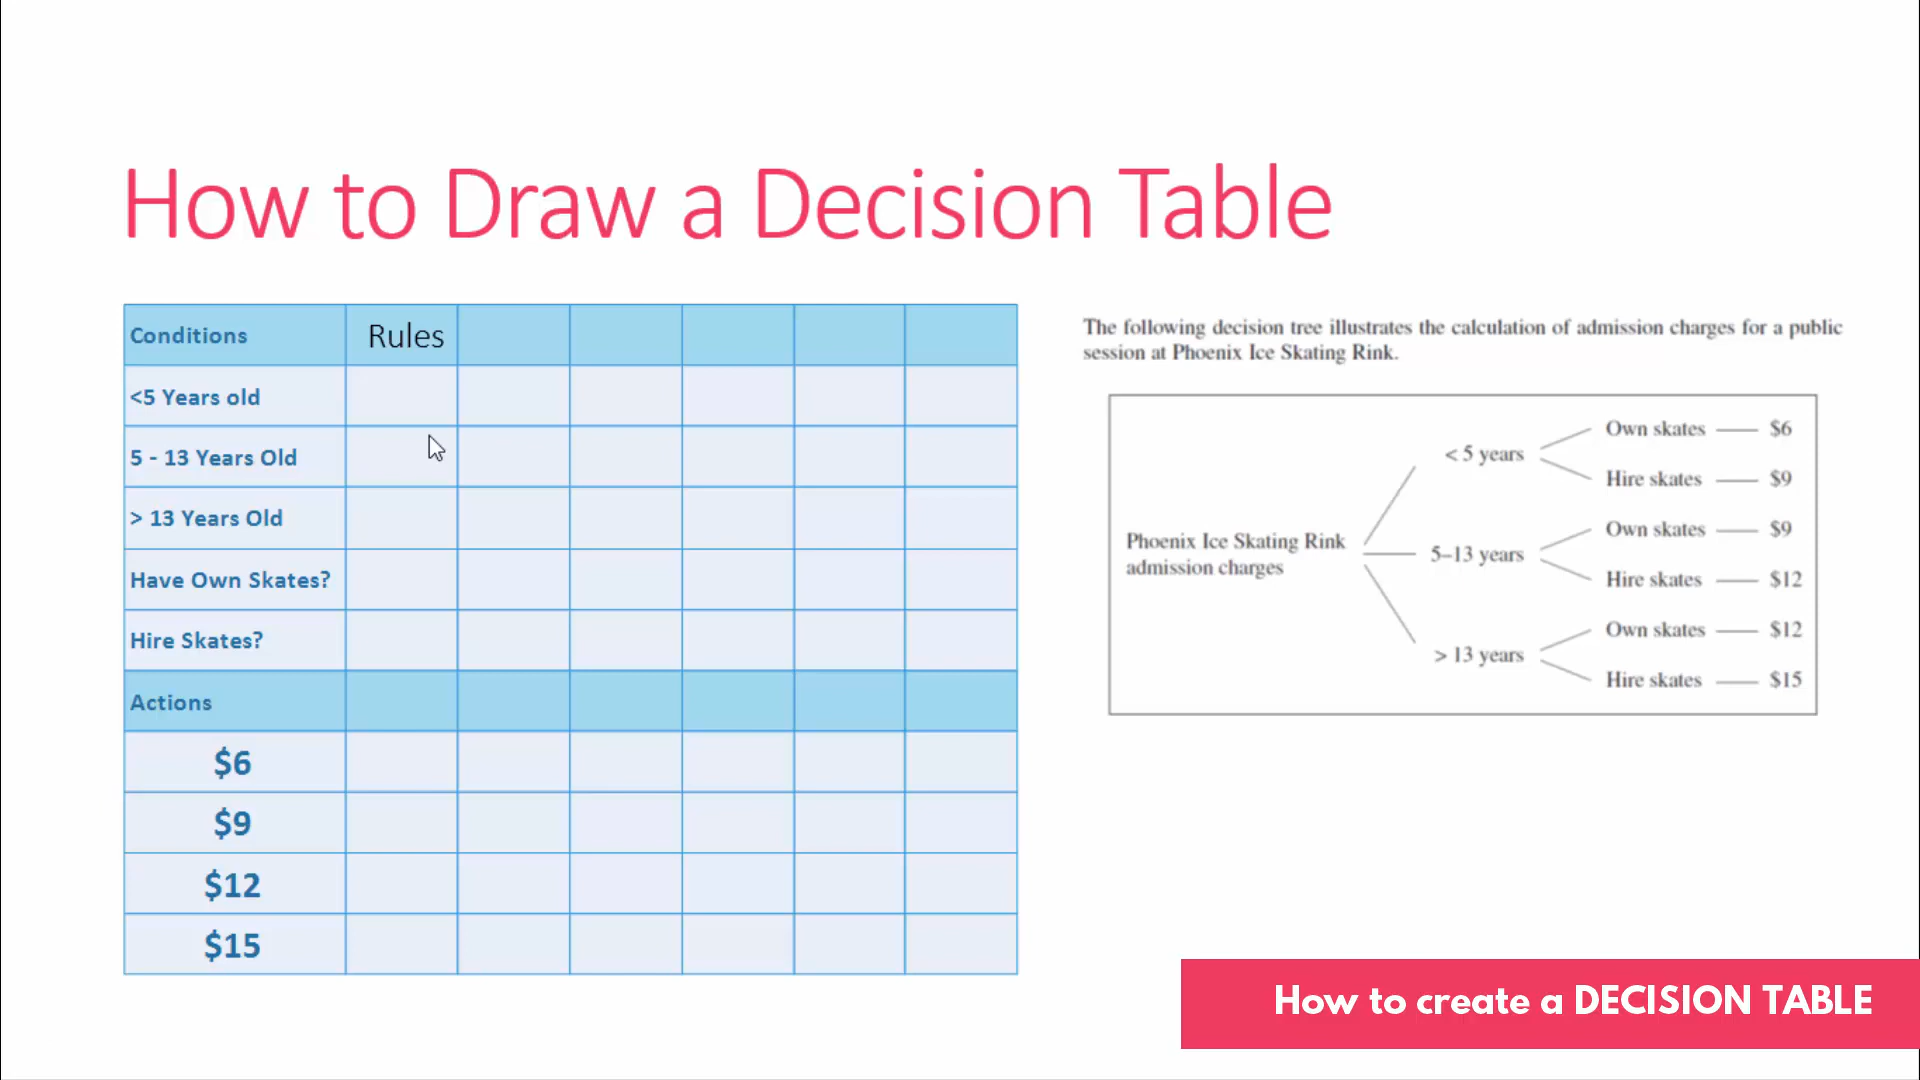 How to Draw a Decision Table
Conditions Rules
<5 Years old
5 - 13 Years Old
> 13 Years Old
Have Own Skates?
Hire Skates?
Actions
$6
$9
$12
$15
The following decision tree illustrates the calculation of admission charges for a public
session at Phoenix Ice Skating Rink.
Phoenix Ice Skating Rink
admission charges
< 5 years
Own skates $6
Hire skates $9
5–13 years
Own skates $9
Hire skates $12
> 13 years
Own skates $12
Hire skates $15
How to create a DECISION TABLE